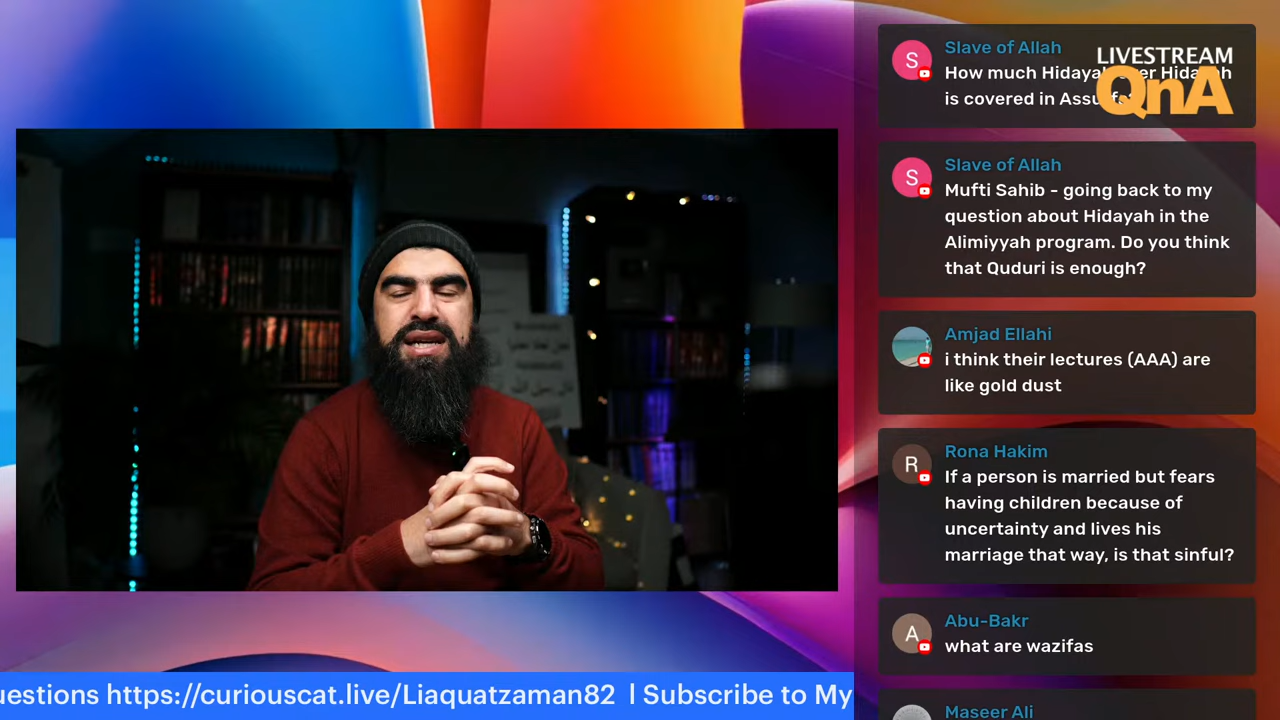 Slave of Allah
How much
is covered in
LIVESTREAM
QnA
Slave of Allah
Mufti Sahib - going back to my
question about Hidayah in the
Alimiyyah program. Do you think
that Quduri is enough?
Amjad Ellahi
i think their lectures (AAA) are
like gold dust
Rona Hakim
If a person is married but fears
having children because of
uncertainty and lives his
marriage that way, is that sinful?
Abu-Bakr
what are wazifas
Maseer Ali
S
S
R
A
uestions https://curiouscat.live/Liaquatzaman82 | Subscribe to My